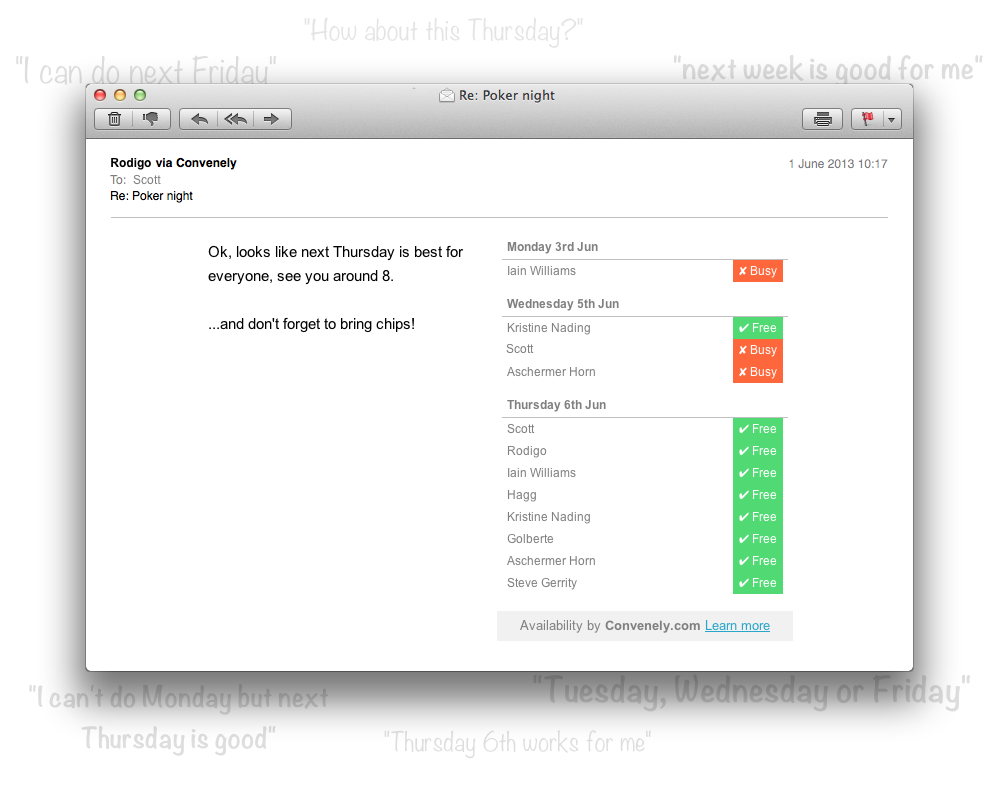 "How about this Thursday?"
"I can do next Friday"
"next week is good for me"
Re: Poker night
Rodigo via Convenely
1 June 2013 10:17
To: Scott
Re: Poker night
Ok, looks like next Thursday is best for
everyone, see you around 8.
...and don't forget to bring chips!
Monday 3rd Jun
Iain Williams ✘ Busy
Wednesday 5th Jun
Kristine Nading ✔ Free
Scott ✘ Busy
Aschermer Horn ✘ Busy
Thursday 6th Jun
Scott ✔ Free
Rodigo ✔ Free
Iain Williams ✔ Free
Hagg ✔ Free
Kristine Nading ✔ Free
Golberte ✔ Free
Aschermer Horn ✔ Free
Steve Gerrity ✔ Free
Availability by Convenely.com Learn more
"I can't do Monday but next
Thursday is good"
"Tuesday, Wednesday or Friday"
"Thursday 6th works for me"